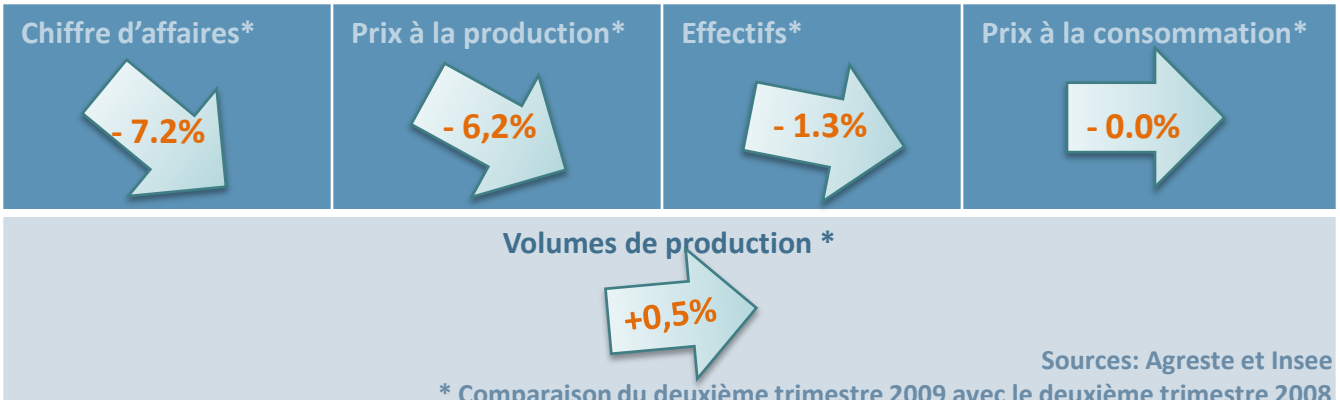 Chiffre d'affaires*
Prix à la production*
Effectifs*
Prix à la consommation*
- 7.2%
- 6,2%
- 1.3%
- 0.0%
Volumes de production *
+0,5%
Sources: Agreste et Insee
* Comparaison du deuxième trimestre 2009 avec le deuxième trimestre 2008